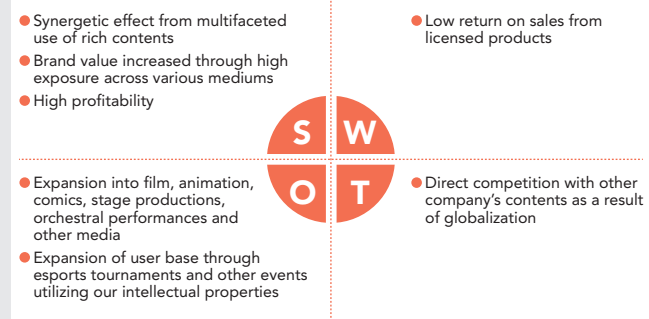 ● Synergetic effect from multifaceted
use of rich contents
● Brand value increased through high
exposure across various mediums
● High profitability
● Low return on sales from
licensed products
S W
O T
● Expansion into film, animation,
comics, stage productions,
orchestral performances and
other media
● Expansion of user base through
esports tournaments and other events
utilizing our intellectual properties
● Direct competition with other
company's contents as a result
of globalization